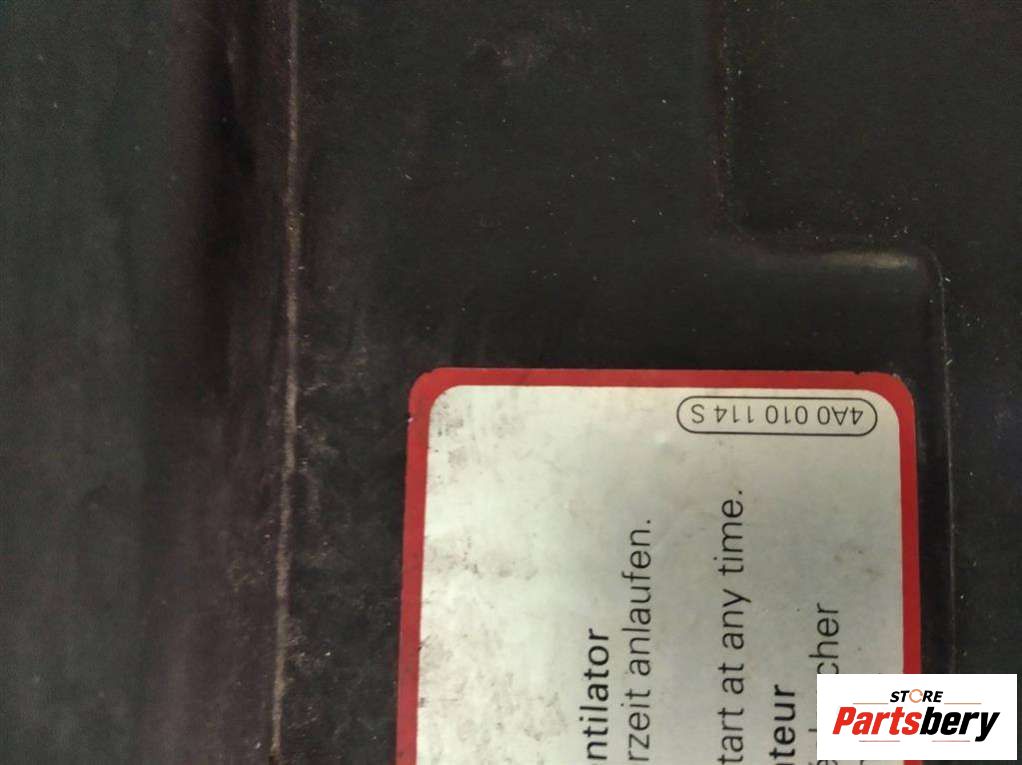 4A0 010 114 S
ntilator
rzeit anlaufen.
tart at any time.
ateur
cher
STORE
Partsbery